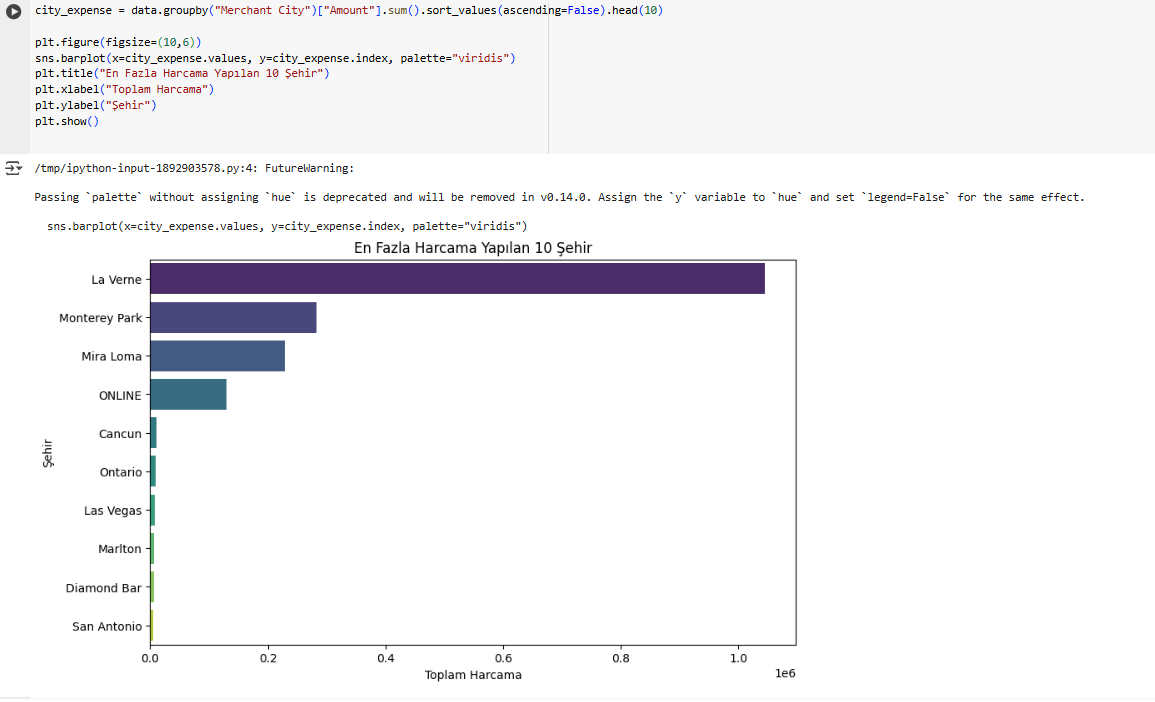 city_expense = data.groupby("Merchant City")["Amount"].sum().sort_values(ascending=False).head(10)
plt.figure(figsize=(10,6))
sns.barplot(x=city_expense.values, y=city_expense.index, palette="viridis")
plt.title("En Fazla Harcama Yapılan 10 Şehir")
plt.xlabel("Toplam Harcama")
plt.ylabel("Şehir")
plt.show()
/tmp/ipython-input-1892903578.py:4: FutureWarning:
Passing `palette` without assigning `hue` is deprecated and will be removed in v0.14.0. Assign the `y` variable to `hue` and set `legend=False` for the same effect.
sns.barplot(x=city_expense.values, y=city_expense.index, palette="viridis")
En Fazla Harcama Yapılan 10 Şehir
La Verne
Monterey Park
Mira Loma
ONLINE
Cancun
Ontario
Las Vegas
Marlton
Diamond Bar
San Antonio
Şehir
0.0 0.2 0.4 0.6 0.8 1.0
1e6
Toplam Harcama